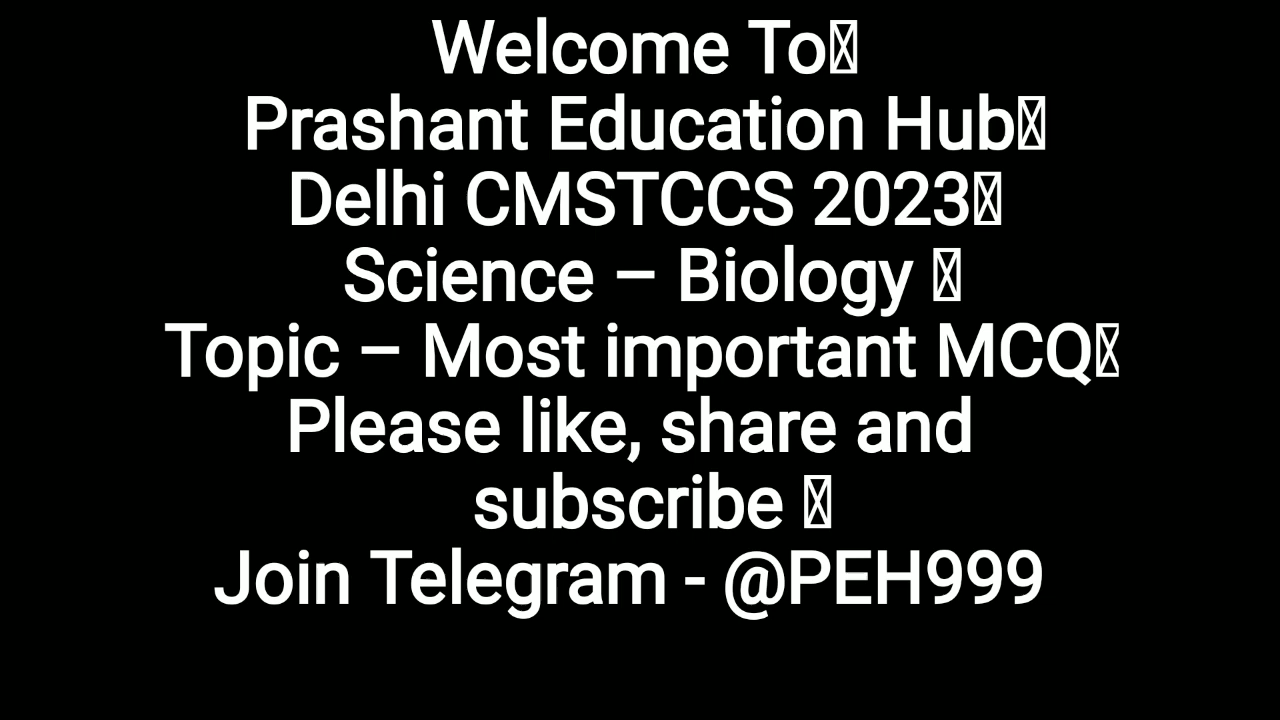 Welcome To
Prashant Education Hub
Delhi CMSTCCS 2023
Science – Biology
Topic – Most important MCQ
Please like, share and
subscribe
Join Telegram - @PEH999